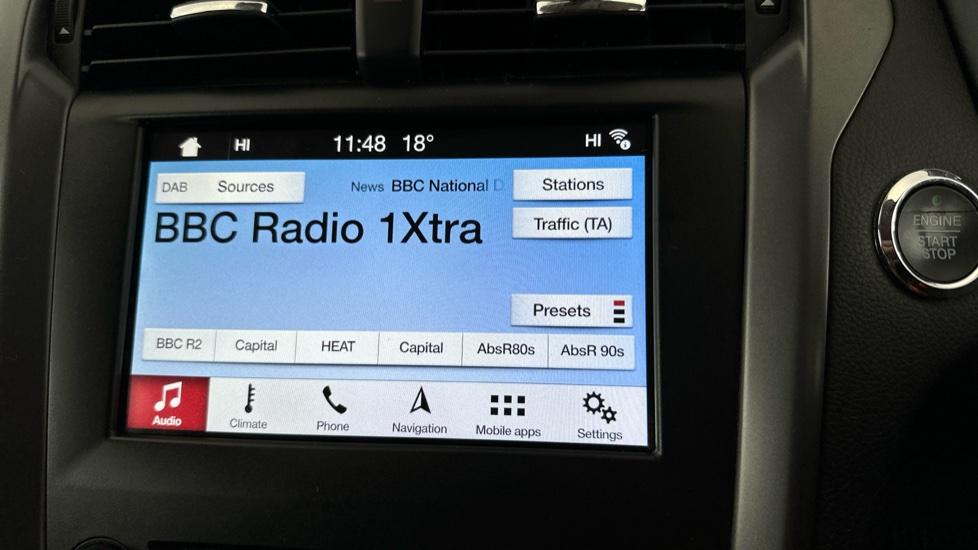 HI 11:48 18° HI
DAB Sources News BBC National D Stations
BBC Radio 1Xtra
Traffic (TA)
Presets
BBC R2 Capital HEAT Capital AbsR80s AbsR 90s
Audio Climate Phone Navigation Mobile apps Settings
ENGINE
START
STOP